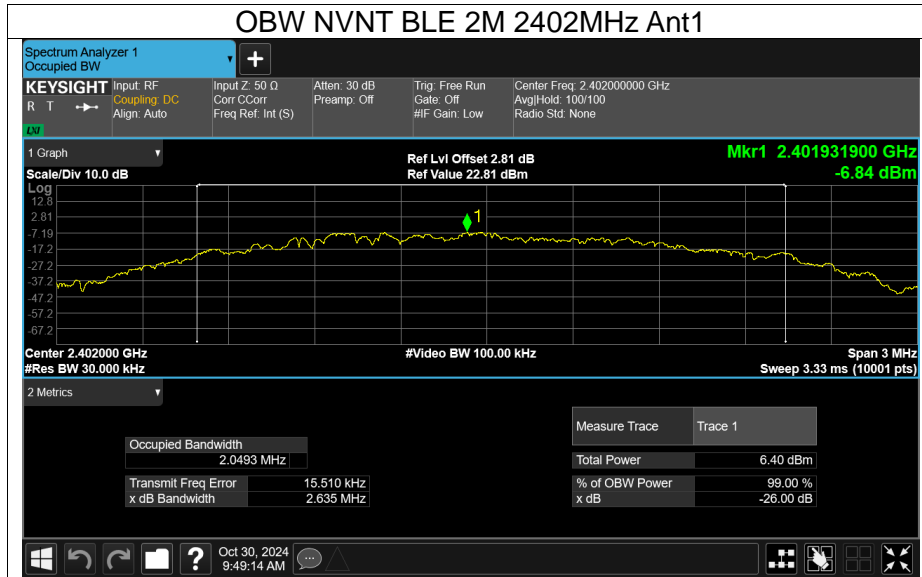 OBW NVNT BLE 2M 2402MHz Ant1
Spectrum Analyzer 1
Occupied BW
+
KEYSIGHT Input: RF Input Z: 50 Ω Atten: 30 dB Trig: Free Run Center Freq: 2.402000000 GHz
R T Coupling: DC Corr CCorr Preamp: Off Gate: Off Avg|Hold: 100/100
Align: Auto Freq Ref: Int (S) #IF Gain: Low Radio Std: None
LXI
1 Graph Ref Lvl Offset 2.81 dB Mkr1 2.401931900 GHz
Scale/Div 10.0 dB Ref Value 22.81 dBm -6.84 dBm
Log
12.8
2.81
1
-7.19
-17.2
-27.2
-37.2
-47.2
-57.2
-67.2
Center 2.402000 GHz #Video BW 100.00 kHz Span 3 MHz
#Res BW 30.000 kHz Sweep 3.33 ms (10001 pts)
2 Metrics
Measure Trace Trace 1
Occupied Bandwidth
2.0493 MHz Total Power 6.40 dBm
Transmit Freq Error 15.510 kHz % of OBW Power 99.00 %
x dB Bandwidth 2.635 MHz x dB -26.00 dB
? Oct 30, 2024
9:49:14 AM